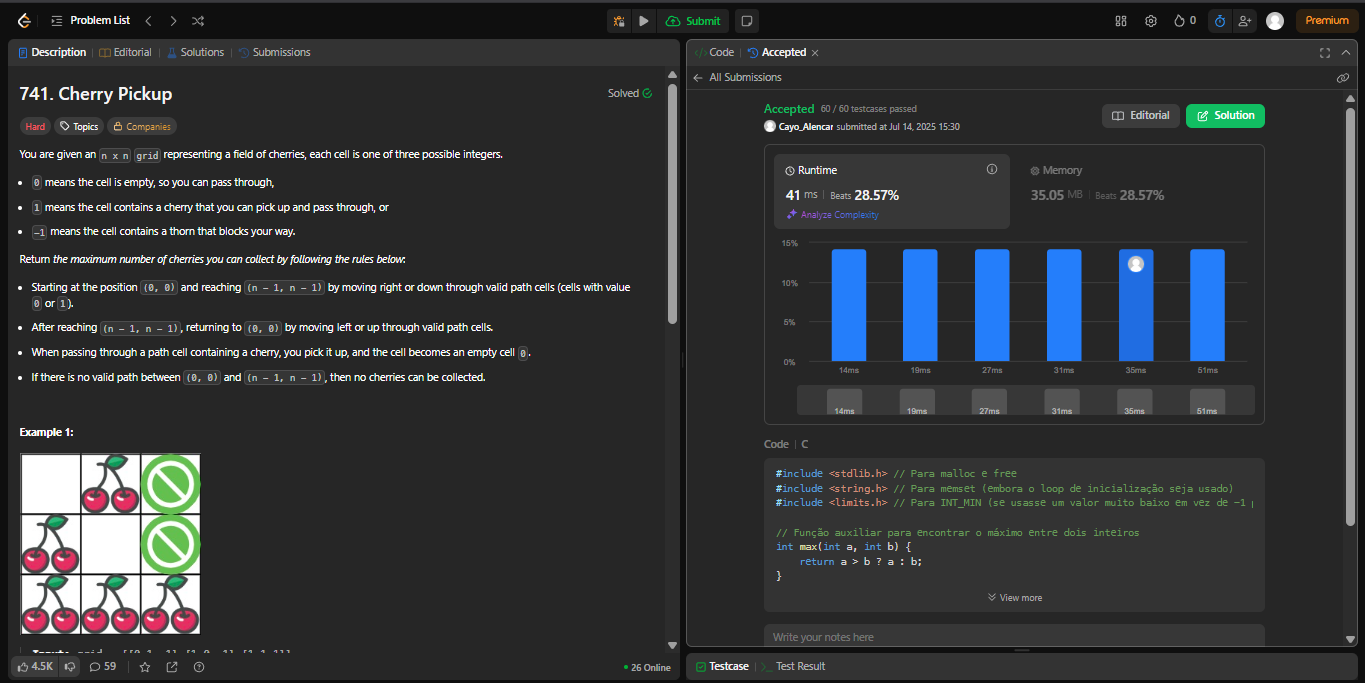 Problem List
Submit
0
Premium
Description | Editorial | Solutions | Submissions
741. Cherry Pickup
Solved
Hard Topics Companies
You are given an n x n grid representing a field of cherries, each cell is one of three possible integers.
• 0 means the cell is empty, so you can pass through,
• 1 means the cell contains a cherry that you can pick up and pass through, or
• -1 means the cell contains a thorn that blocks your way.
Return the maximum number of cherries you can collect by following the rules below:
• Starting at the position (0, 0) and reaching (n - 1, n - 1) by moving right or down through valid path cells (cells with value
0 or 1).
• After reaching (n - 1, n - 1), returning to (0, 0) by moving left or up through valid path cells.
• When passing through a path cell containing a cherry, you pick it up, and the cell becomes an empty cell 0.
• If there is no valid path between (0, 0) and (n - 1, n - 1), then no cherries can be collected.
Example 1:
4.5K 59
26 Online
Code | Accepted
All Submissions
Accepted 60 / 60 testcases passed
Cayo_Alencar submitted at Jul 14, 2025 15:30
Editorial
Solution
Runtime
41 ms | Beats 28.57%
Analyze Complexity
Memory
35.05 MB | Beats 28.57%
15%
10%
5%
0%
14ms 19ms 27ms 31ms 35ms 51ms
14ms 19ms 27ms 31ms 35ms 51ms
Code | C
#include <stdlib.h> // Para malloc e free
#include <string.h> // Para memset (embora o loop de inicialização seja usado)
#include <limits.h> // Para INT_MIN (se usasse um valor muito baixo em vez de -1
// Função auxiliar para encontrar o máximo entre dois inteiros
int max(int a, int b) {
return a > b ? a : b;
}
View more
Write your notes here
Testcase | Test Result